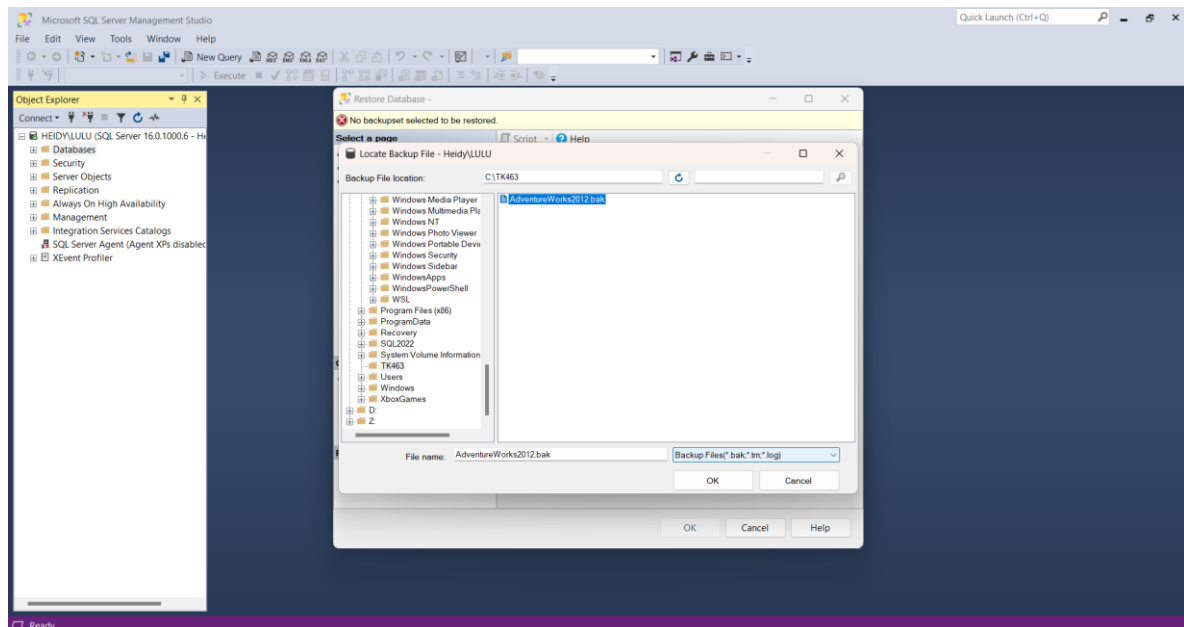 Microsoft SQL Server Management Studio
Quick Launch (Ctrl+Q)
File Edit View Tools Window Help
New Query
Execute
Object Explorer
Connect
HEIDY\LULU (SQL Server 16.0.1000.6 - He
Databases
Security
Server Objects
Replication
Always On High Availability
Management
Integration Services Catalogs
SQL Server Agent (Agent XPs disabled
XEvent Profiler
Restore Database -
No backupset selected to be restored.
Select a page
Script Help
Locate Backup File - Heidy\LULU
Backup File location: C:\TK463
Windows Media Player
Windows Multimedia Pla
Windows NT
Windows Photo Viewer
Windows Portable Devi
Windows Security
Windows Sidebar
WindowsApps
WindowsPowerShell
WSL
Program Files (x86)
ProgramData
Recovery
SQL2022
System Volume Information
TK463
Users
Windows
XboxGames
D:
Z:
AdventureWorks2012.bak
File name: AdventureWorks2012.bak
Backup Files(*.bak;*.trn;*.log)
OK Cancel
OK Cancel Help
Ready